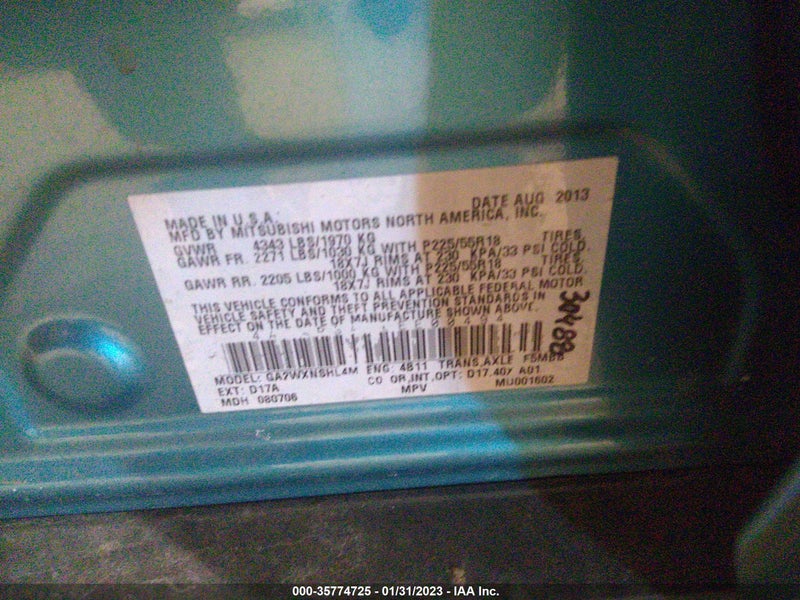 DATE AUG 2013
MADE IN U.S.A.
MFD BY MITSUBISHI MOTORS NORTH AMERICA, INC.
GVWR 4343 LBS/1970 KG
GAWR FR. 2271 LBS/1030 KG WITH P225/55R18 TIRES
18X7J RIMS AT 230 KPA/33 PSI COLD.
GAWR RR. 2205 LBS/1000 KG WITH P225/55R18 TIRES
18X7J RIMS AT 230 KPA/33 PSI COLD.
THIS VEHICLE CONFORMS TO ALL APPLICABLE FEDERAL MOTOR
VEHICLE SAFETY AND THEFT PREVENTION STANDARDS IN
EFFECT ON THE DATE OF MANUFACTURE SHOWN ABOVE.
30488
MODEL: GA2WXNSHL4M ENG: 4B11 TRANS,AXLE
EXT: D17A CO OR,INT,OPT: D17,40X A01
MDH 080706 MPV MU001602
000-35774725 - 01/31/2023 - IAA Inc.